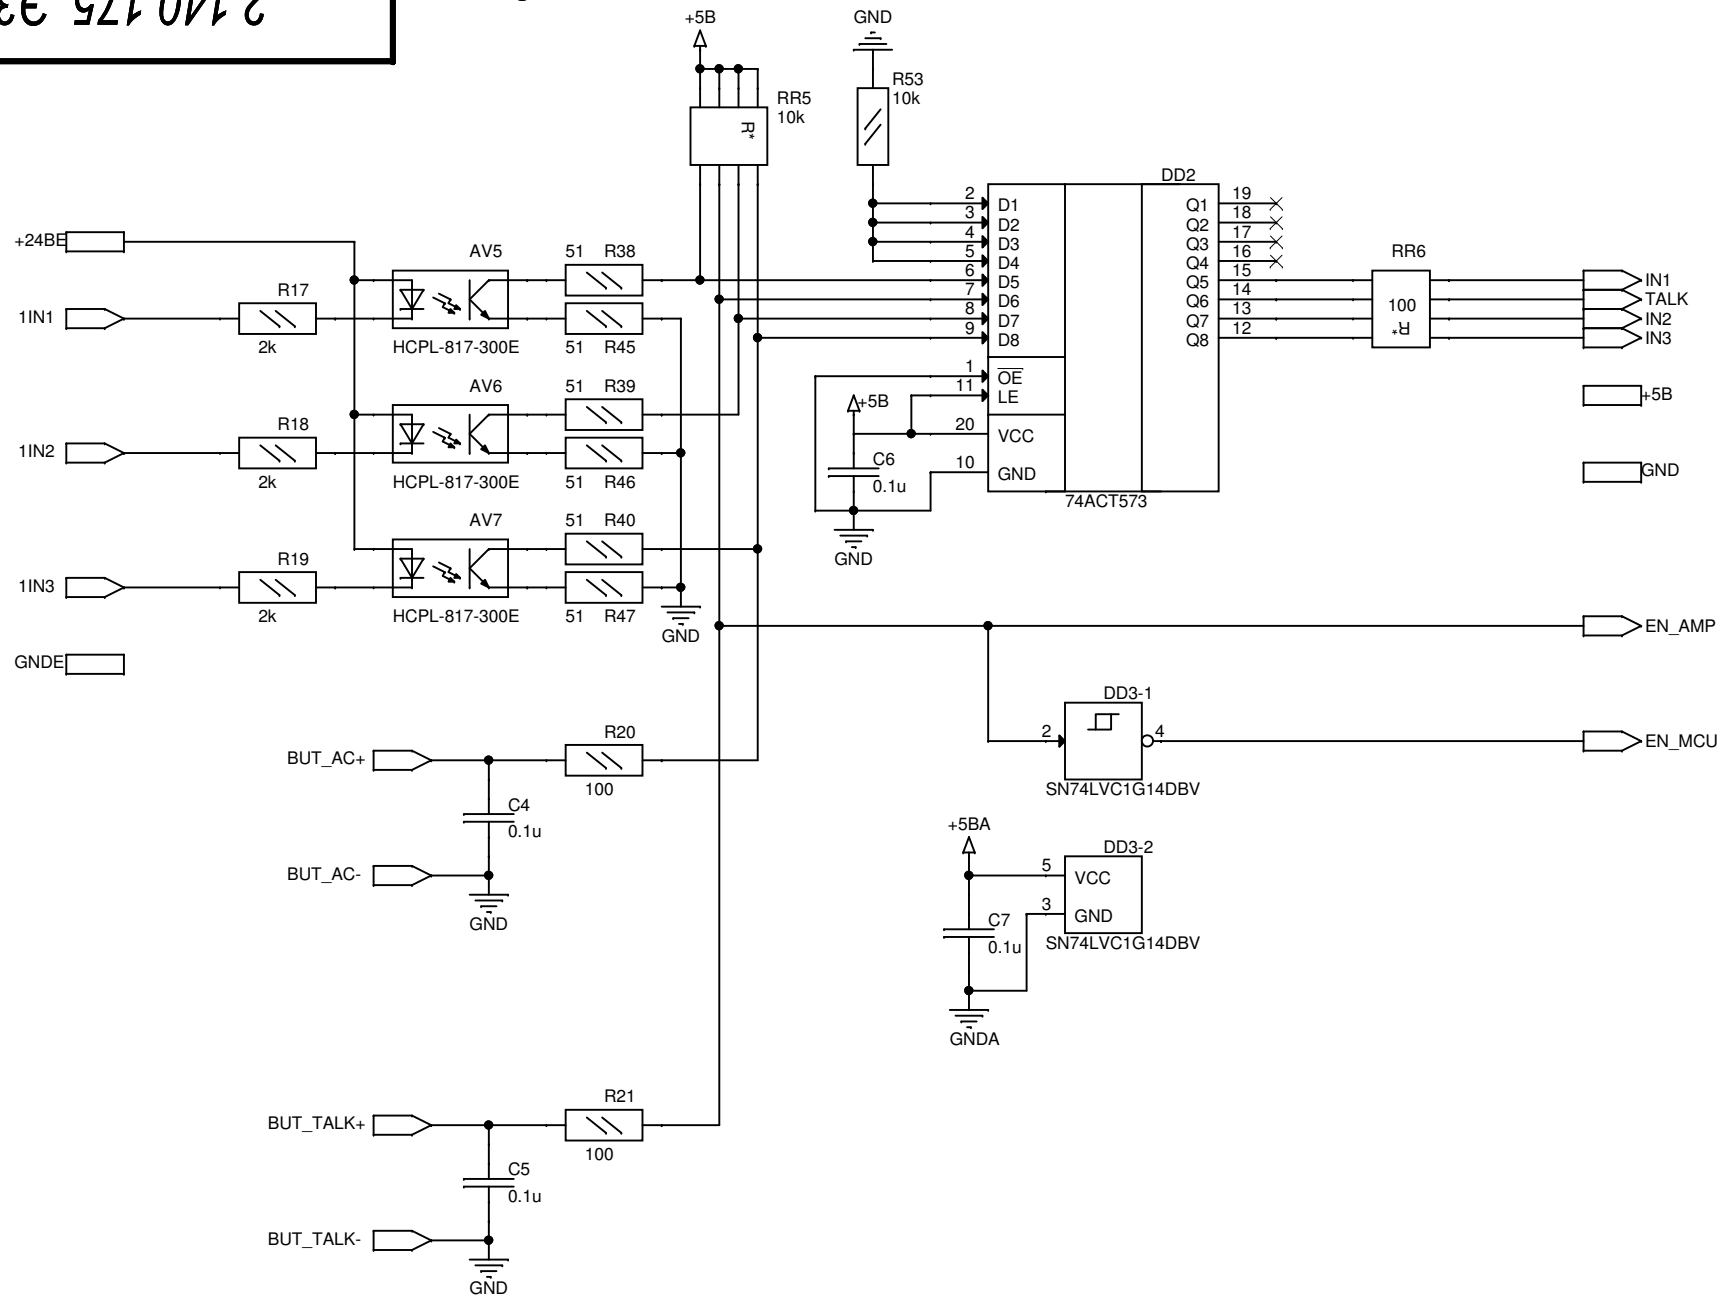 2.140.175 Э3
+5B
GND
R53
10k
RR5
10k
R*
DD2
2
D1
Q1
19
3
D2
Q2
18
4
D3
Q3
17
5
D4
Q4
16
6
D5
Q5
15
7
D6
Q6
14
8
D7
Q7
13
9
D8
Q8
12
1
OE
11
LE
20
VCC
10
GND
74ACT573
RR6
100
R*
IN1
TALK
IN2
IN3
+5B
GND
+24BE
AV5
51 R38
R17
1IN1
2k
HCPL-817-300E
51 R45
AV6
51 R39
R18
1IN2
2k
HCPL-817-300E
51 R46
AV7
51 R40
R19
1IN3
2k
HCPL-817-300E
51 R47
GND
GNDE
+5B
C6
0.1u
GND
EN_AMP
DD3-1
2
4
EN_MCU
SN74LVC1G14DBV
R20
BUT_AC+
100
C4
0.1u
BUT_AC-
GND
+5BA
DD3-2
5
VCC
3
GND
C7
0.1u
SN74LVC1G14DBV
GNDA
R21
BUT_TALK+
100
C5
0.1u
BUT_TALK-
GND